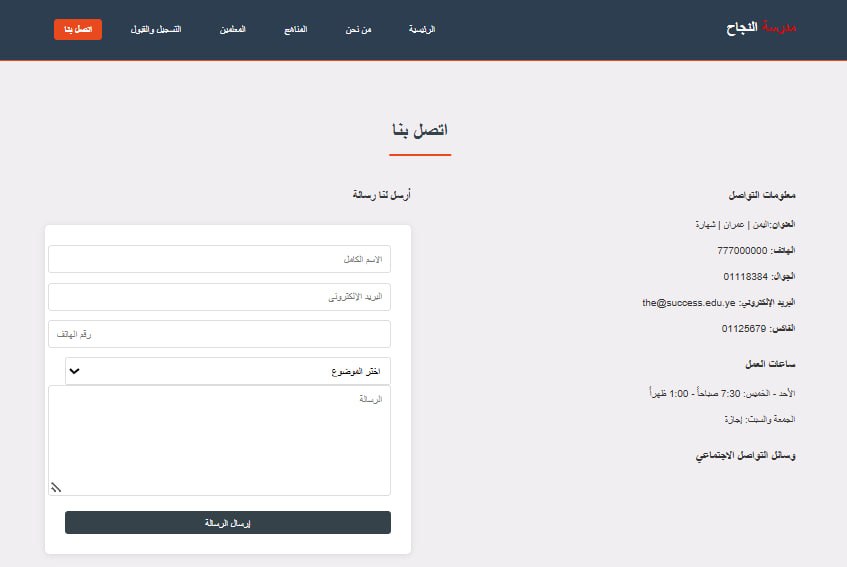 مدرسة النجاح
الرئيسية
من نحن
المناهج
المعلمين
التسجيل والقبول
اتصل بنا
اتصل بنا
معلومات التواصل
العنوان:اليمن | عمران | شهارة
الهاتف: 777000000
الجوال: 01118384
البريد الإلكتروني: the@success.edu.ye
الفاكس: 01125679
ساعات العمل
الأحد - الخميس: 7:30 صباحاً - 1:00 ظهراً
الجمعة والسبت: إجازة
وسائل التواصل الاجتماعي
أرسل لنا رسالة
الاسم الكامل
البريد الإلكتروني
رقم الهاتف
اختر الموضوع
الرسالة
إرسال الرسالة